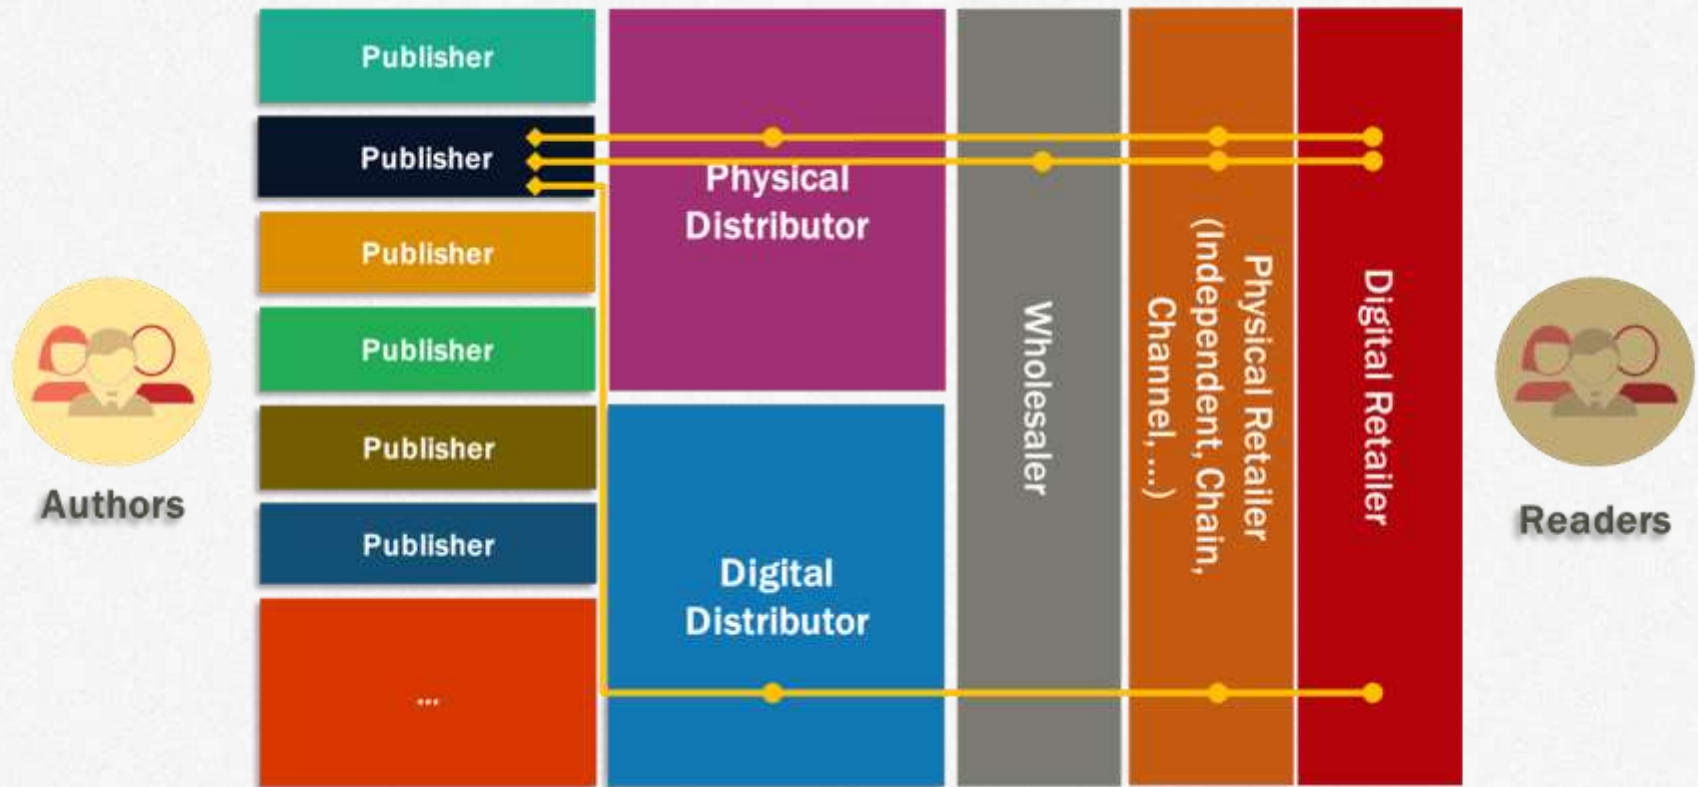 Publisher
Publisher
Publisher
Publisher
Publisher
Publisher
...
Physical
Distributor
Digital
Distributor
Wholesaler
Physical Retailer
(Independent, Chain,
Channel, ...)
Digital Retailer
Authors
Readers